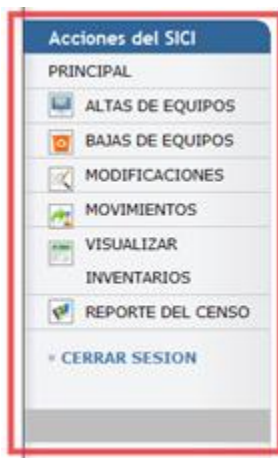 Acciones del SICI
PRINCIPAL
ALTAS DE EQUIPOS
BAJAS DE EQUIPOS
MODIFICACIONES
MOVIMIENTOS
VISUALIZAR
INVENTARIOS
REPORTE DEL CENSO
CERRAR SESION